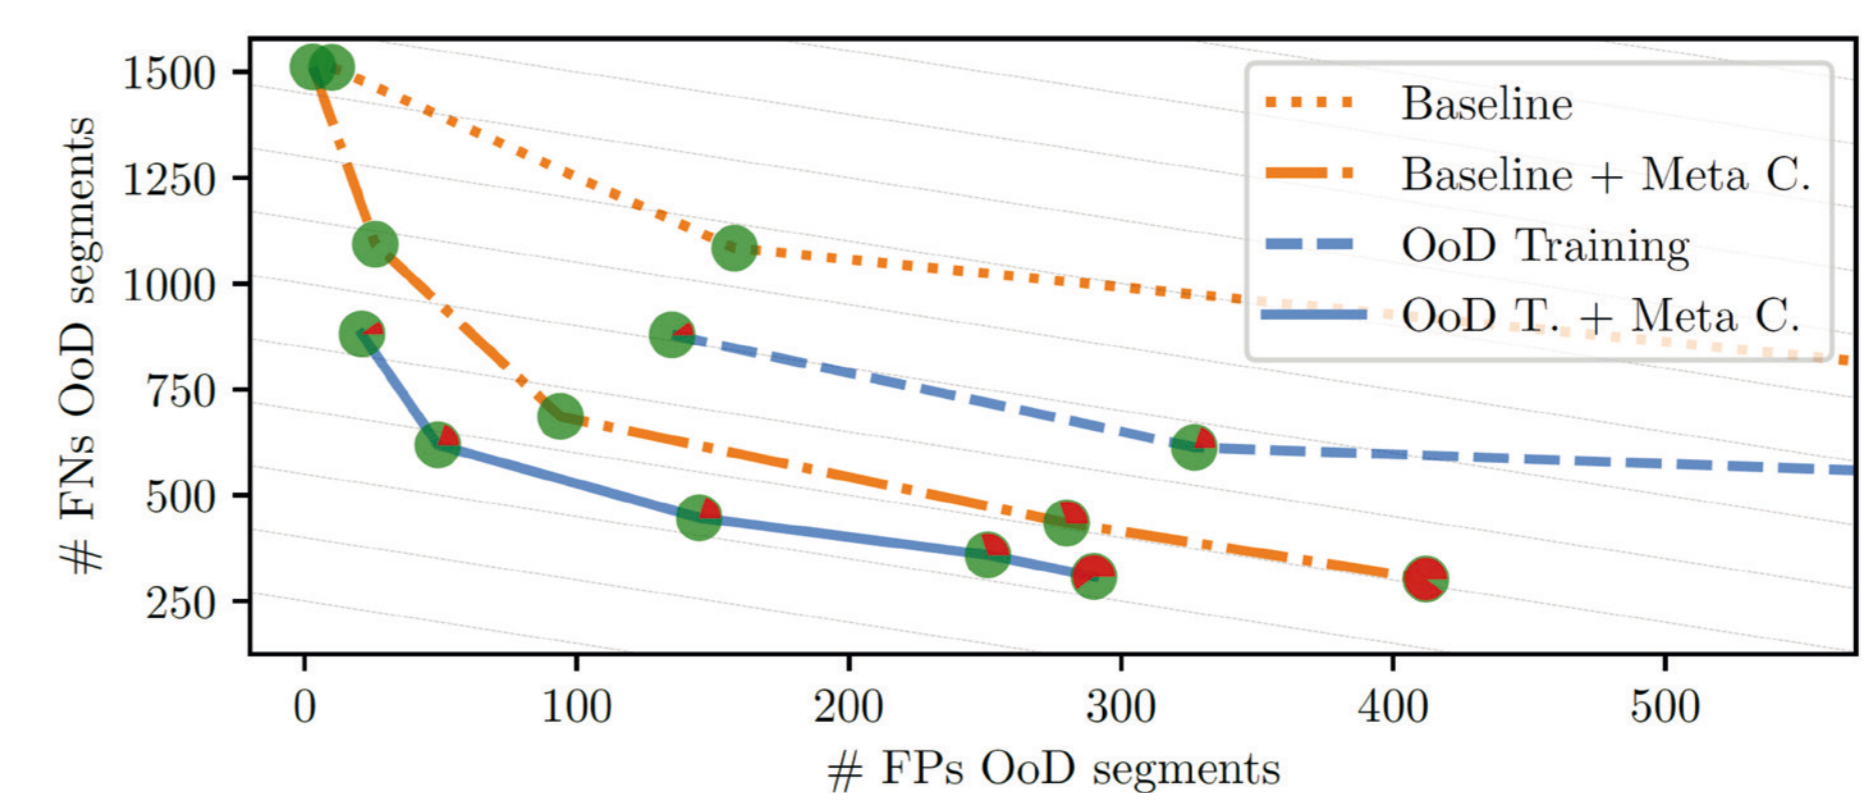 1500
1250
1000
750
500
250
# FNs OoD segments
Baseline
Baseline + Meta C.
OoD Training
OoD T. + Meta C.
0 100 200 300 400 500
# FPs OoD segments